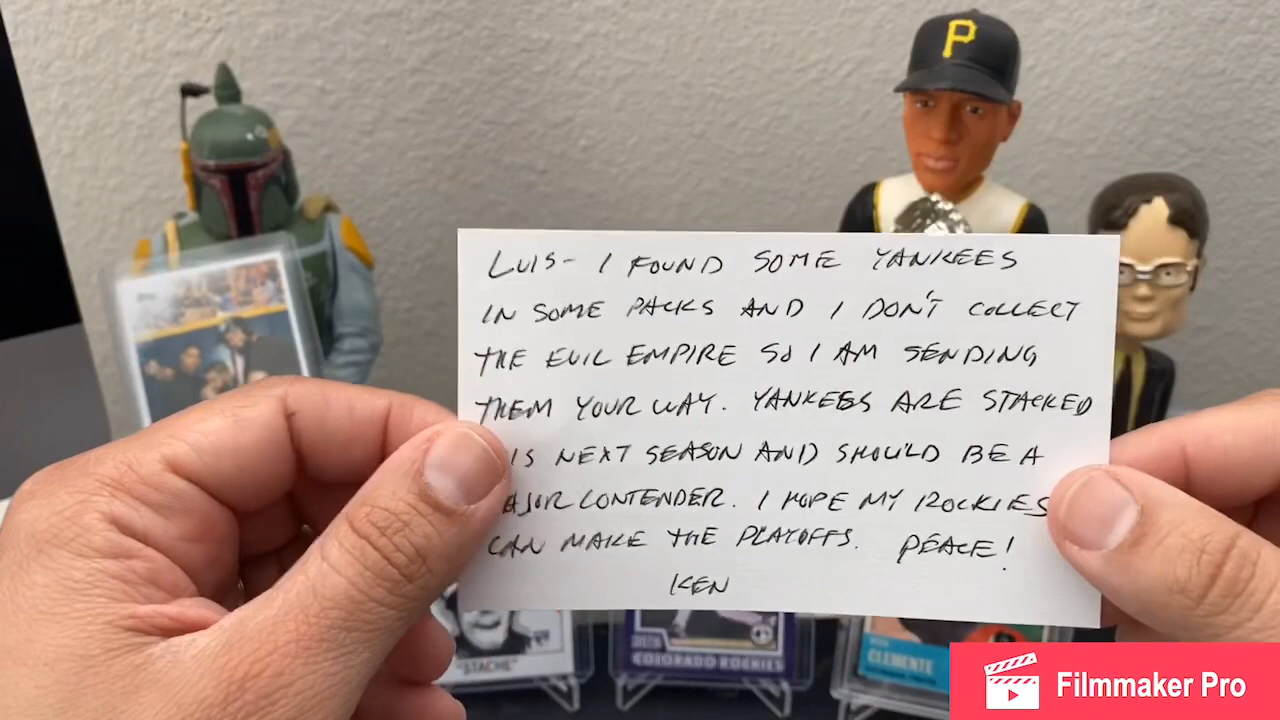 P
LUIS- I FOUND SOME YANKEES
IN SOME PACKS AND I DON'T COLLECT
THE EVIL EMPIRE SO I AM SENDING
THEM YOUR WAY. YANKEES ARE STACKED
IS NEXT SEASON AND SHOULD BE A
AJOR CONTENDER. I HOPE MY ROCKIES
CAN MAKE THE PLAYOFFS. PEACE!
KEN
"STACHE"
COLORADO ROCKIES
CLEMENTE
Filmmaker Pro